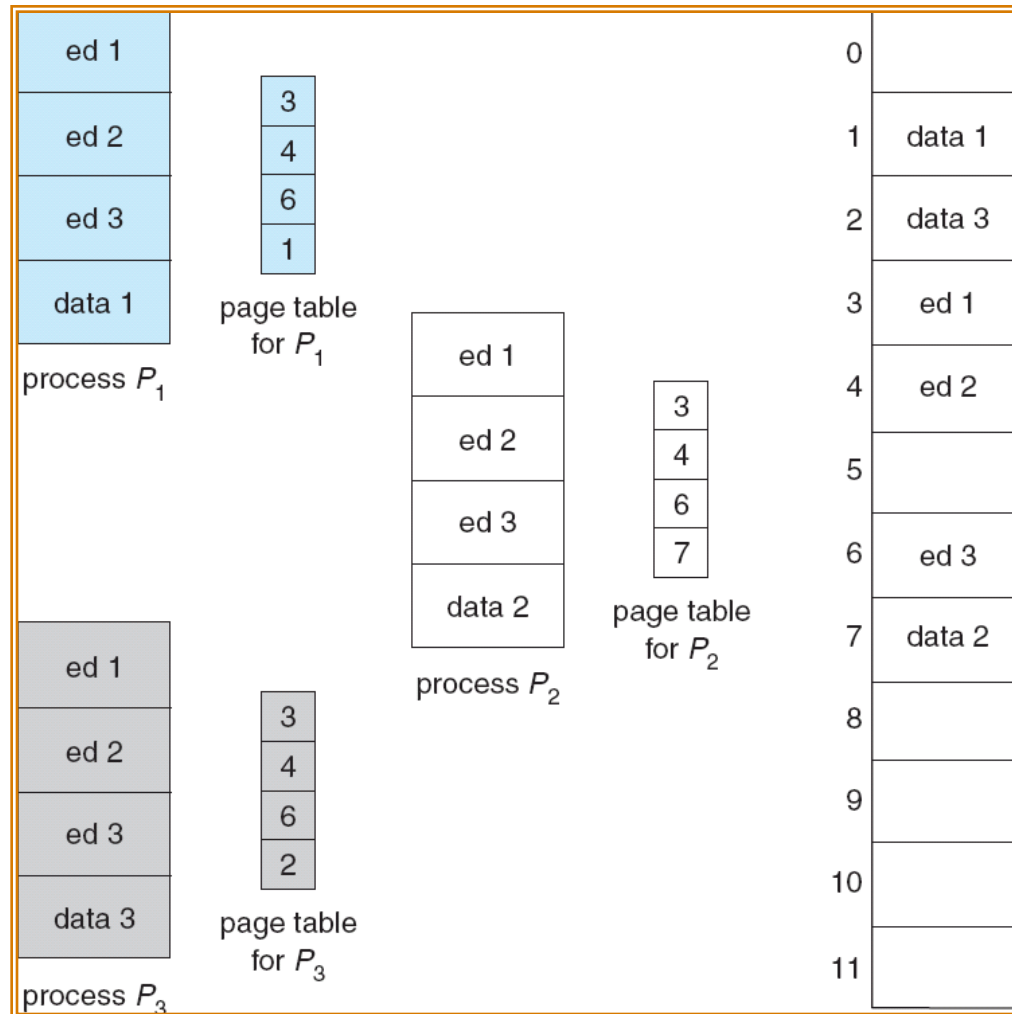 ed 1
ed 2
ed 3
data 1
process P1
3
4
6
1
page table
for P1
ed 1
ed 2
ed 3
data 2
process P2
3
4
6
7
page table
for P2
ed 1
ed 2
ed 3
data 3
process P3
3
4
6
2
page table
for P3
0
1 data 1
2 data 3
3 ed 1
4 ed 2
5
6 ed 3
7 data 2
8
9
10
11